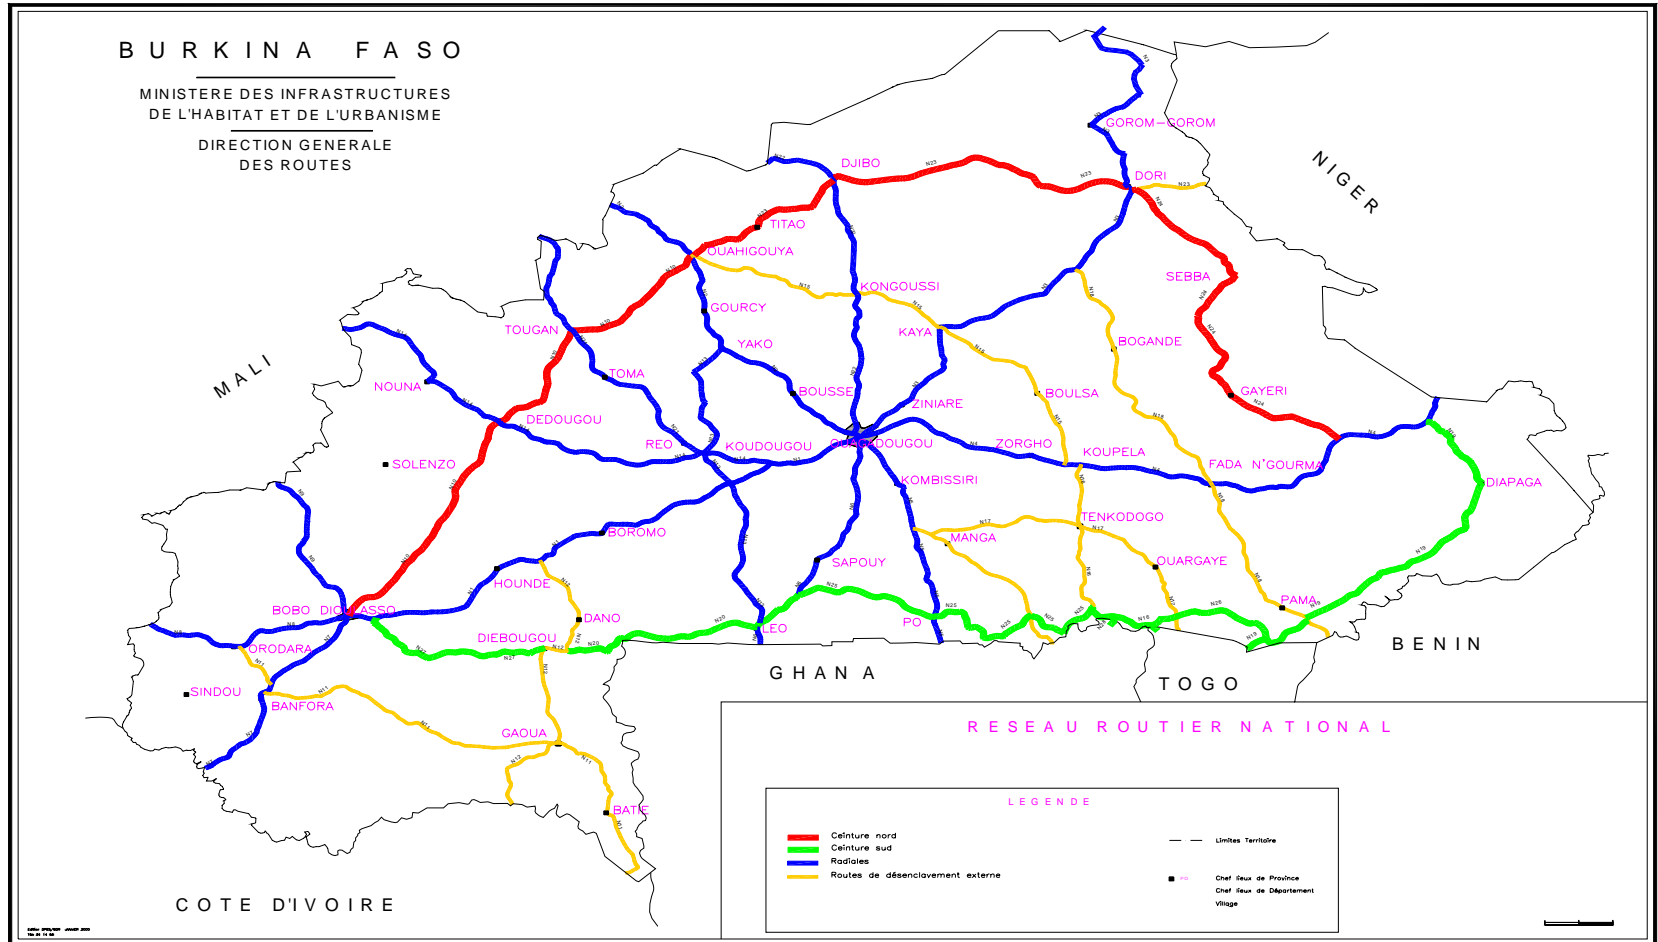 BURKINA FASO
MINISTERE DES INFRASTRUCTURES
DE L'HABITAT ET DE L'URBANISME
DIRECTION GENERALE
DES ROUTES
GOROM-GOROM
DJIBO
DORI
NIGER
TITAO
OUAHIGOUYA
SEBBA
KONGOUSSI
GOURCY
TOUGAN
KAYA
YAKO
BOGANDE
MALI
TOMA
NOUNA
BOUSSE
BOULSA
GAYERI
ZINIARE
DEDOUGOU
REO
KOUDOUGOU
OUAGADOUGOU
ZORGHO
KOUPELA
SOLENZO
FADA N'GOURMA
KOMBISSIRI
DIAPAGA
TENKODOGO
BOROMO
MANGA
SAPOUY
OUARGAYE
HOUNDE
PAMA
BOBO DIOULASSO
DANO
LEO
PO
DIEBOUGOU
BENIN
ORODARA
GHANA
TOGO
SINDOU
BANFORA
GAOUA
RESEAU ROUTIER NATIONAL
BATIE
COTE D'IVOIRE
LEGENDE
Ceinture nord
Ceinture sud
Radiales
Routes de désenclavement externe
Limites Territoire
PO
Chef lieux de Province
Chef lieux de Département
Village